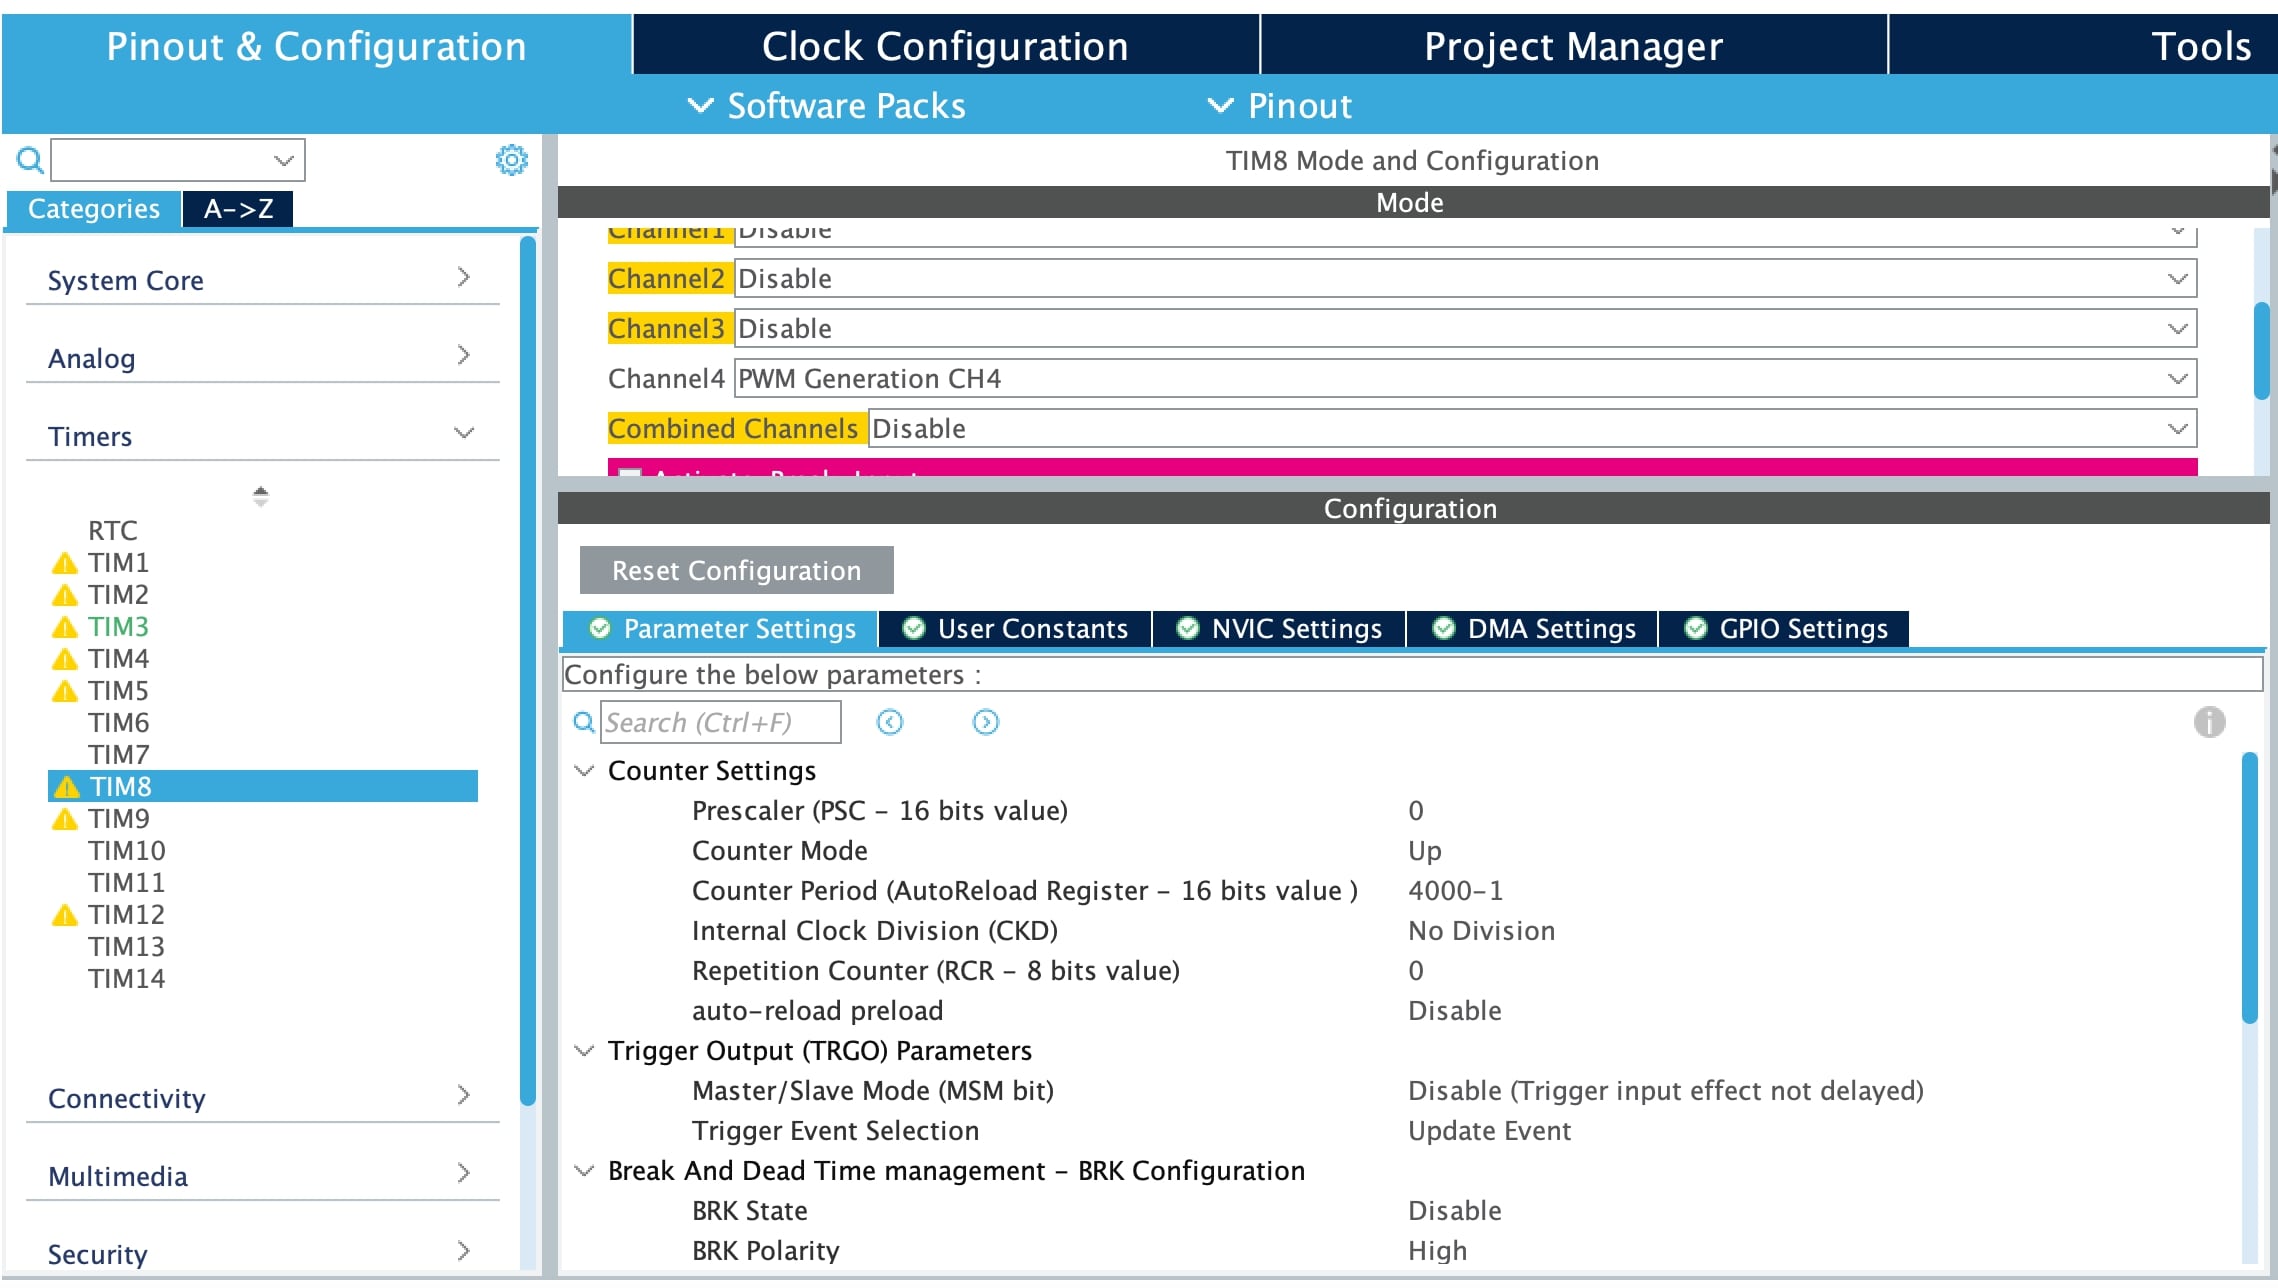 Pinout & Configuration
Clock Configuration
Project Manager
Tools
Software Packs
Pinout
Categories
A->Z
System Core
Analog
Timers
RTC
TIM1
TIM2
TIM3
TIM4
TIM5
TIM6
TIM7
TIM8
TIM9
TIM10
TIM11
TIM12
TIM13
TIM14
Connectivity
Multimedia
Security
TIM8 Mode and Configuration
Mode
Channel1 Disable
Channel2 Disable
Channel3 Disable
Channel4 PWM Generation CH4
Combined Channels Disable
Configuration
Reset Configuration
Parameter Settings
User Constants
NVIC Settings
DMA Settings
GPIO Settings
Configure the below parameters :
Search (Ctrl+F)
Counter Settings
Prescaler (PSC - 16 bits value) 0
Counter Mode Up
Counter Period (AutoReload Register - 16 bits value ) 4000-1
Internal Clock Division (CKD) No Division
Repetition Counter (RCR - 8 bits value) 0
auto-reload preload Disable
Trigger Output (TRGO) Parameters
Master/Slave Mode (MSM bit) Disable (Trigger input effect not delayed)
Trigger Event Selection Update Event
Break And Dead Time management - BRK Configuration
BRK State Disable
BRK Polarity High